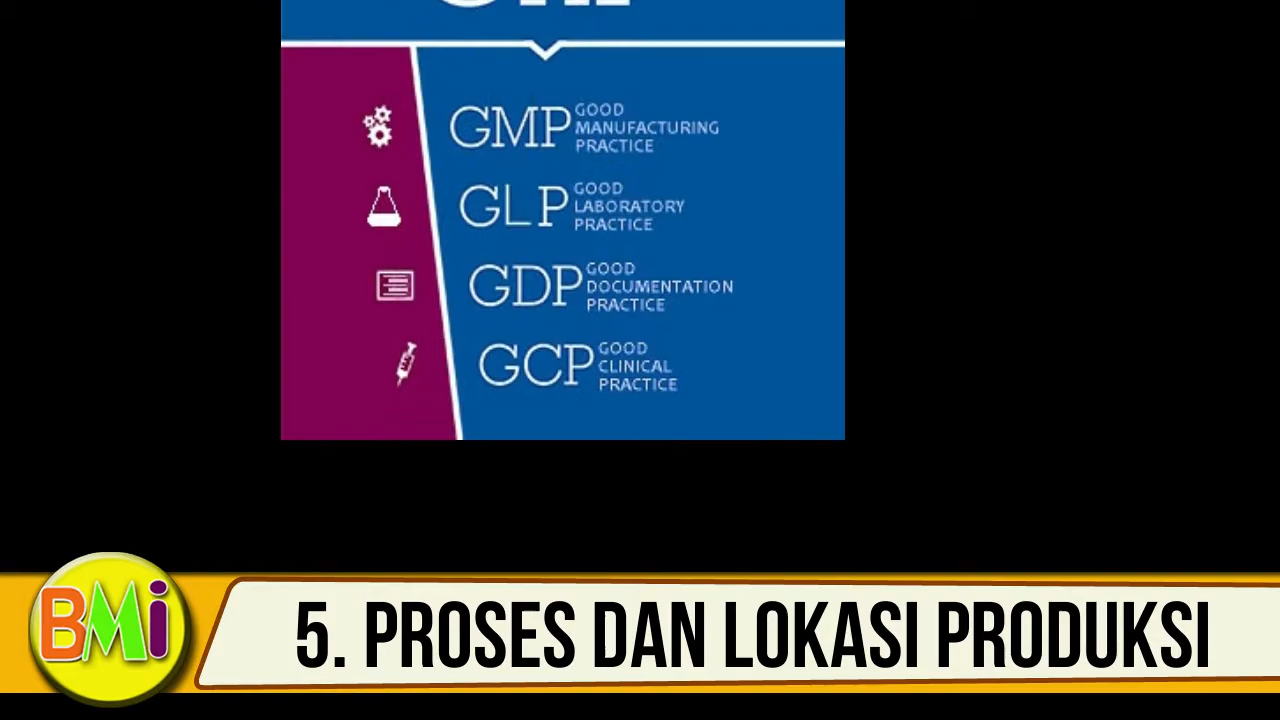 GMP GOOD
MANUFACTURING
PRACTICE
GLP GOOD
LABORATORY
PRACTICE
GDP GOOD
DOCUMENTATION
PRACTICE
GCP GOOD
CLINICAL
PRACTICE
BMi
5. PROSES DAN LOKASI PRODUKSI